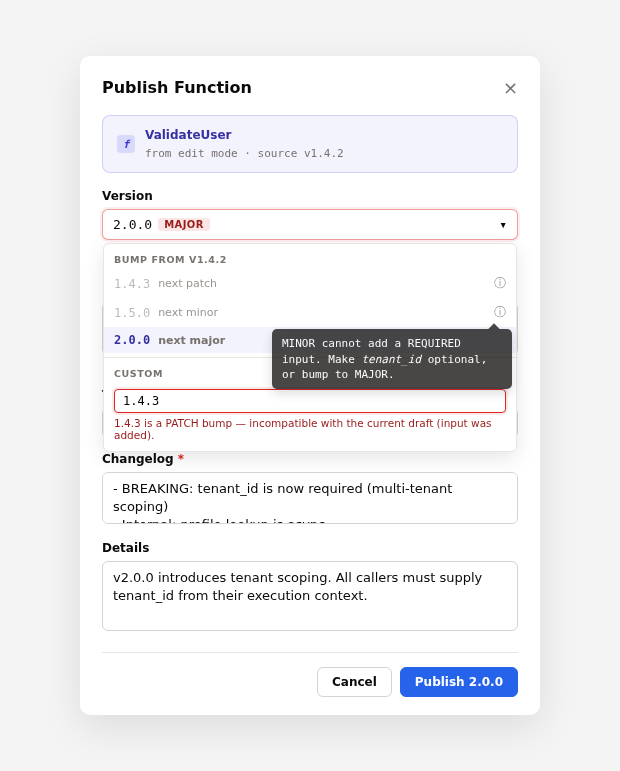 Publish Function ✕
f ValidateUser
from edit mode · source v1.4.2
Version
2.0.0 MAJOR ▾
BUMP FROM V1.4.2
1.4.3 next patch ⓘ
1.5.0 next minor ⓘ
2.0.0 next major
MINOR cannot add a REQUIRED
input. Make tenant_id optional,
or bump to MAJOR.
CUSTOM
1.4.3
1.4.3 is a PATCH bump — incompatible with the current draft (input was
added).
Changelog *
- BREAKING: tenant_id is now required (multi-tenant
scoping)
- Internal: profile lookup is async
Details
v2.0.0 introduces tenant scoping. All callers must supply
tenant_id from their execution context.
Cancel
Publish 2.0.0